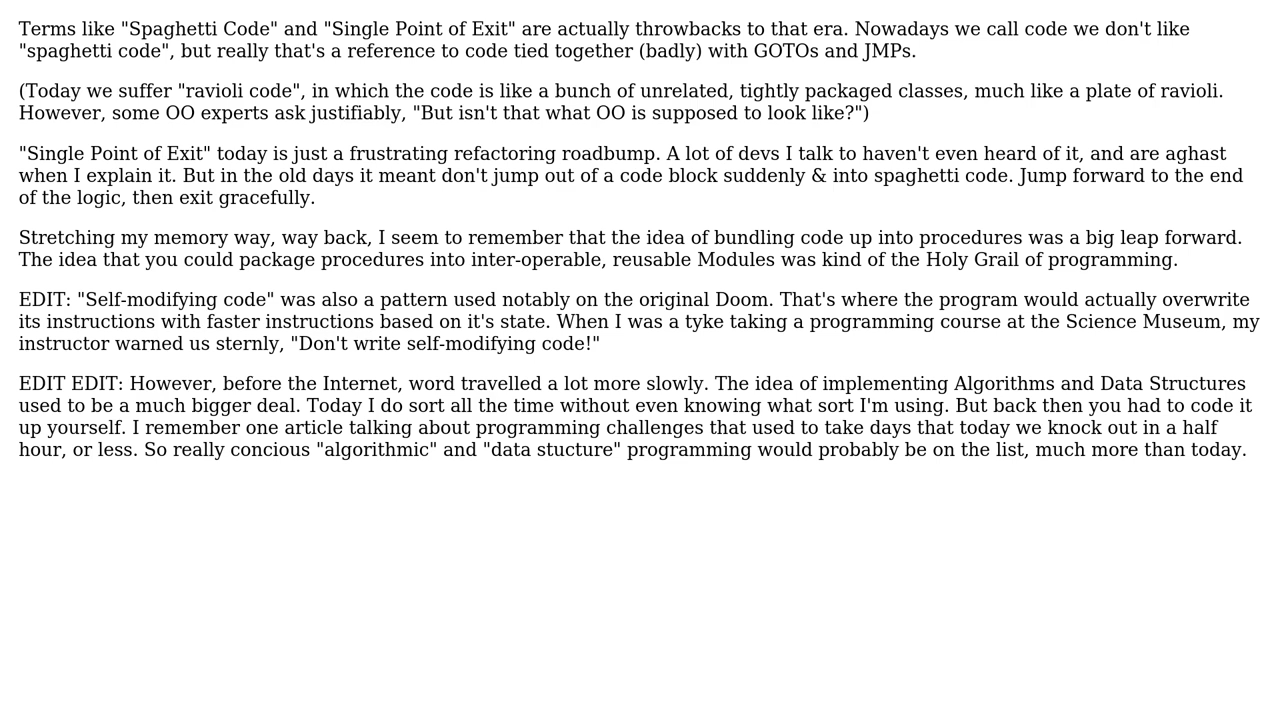 Terms like "Spaghetti Code" and "Single Point of Exit" are actually throwbacks to that era. Nowadays we call code we don't like
"spaghetti code", but really that's a reference to code tied together (badly) with GOTOs and JMPs.
(Today we suffer "ravioli code", in which the code is like a bunch of unrelated, tightly packaged classes, much like a plate of ravioli.
However, some OO experts ask justifiably, "But isn't that what OO is supposed to look like?")
"Single Point of Exit" today is just a frustrating refactoring roadbump. A lot of devs I talk to haven't even heard of it, and are aghast
when I explain it. But in the old days it meant don't jump out of a code block suddenly & into spaghetti code. Jump forward to the end
of the logic, then exit gracefully.
Stretching my memory way, way back, I seem to remember that the idea of bundling code up into procedures was a big leap forward.
The idea that you could package procedures into inter-operable, reusable Modules was kind of the Holy Grail of programming.
EDIT: "Self-modifying code" was also a pattern used notably on the original Doom. That's where the program would actually overwrite
its instructions with faster instructions based on it's state. When I was a tyke taking a programming course at the Science Museum, my
instructor warned us sternly, "Don't write self-modifying code!"
EDIT EDIT: However, before the Internet, word travelled a lot more slowly. The idea of implementing Algorithms and Data Structures
used to be a much bigger deal. Today I do sort all the time without even knowing what sort I'm using. But back then you had to code it
up yourself. I remember one article talking about programming challenges that used to take days that today we knock out in a half
hour, or less. So really concious "algorithmic" and "data stucture" programming would probably be on the list, much more than today.